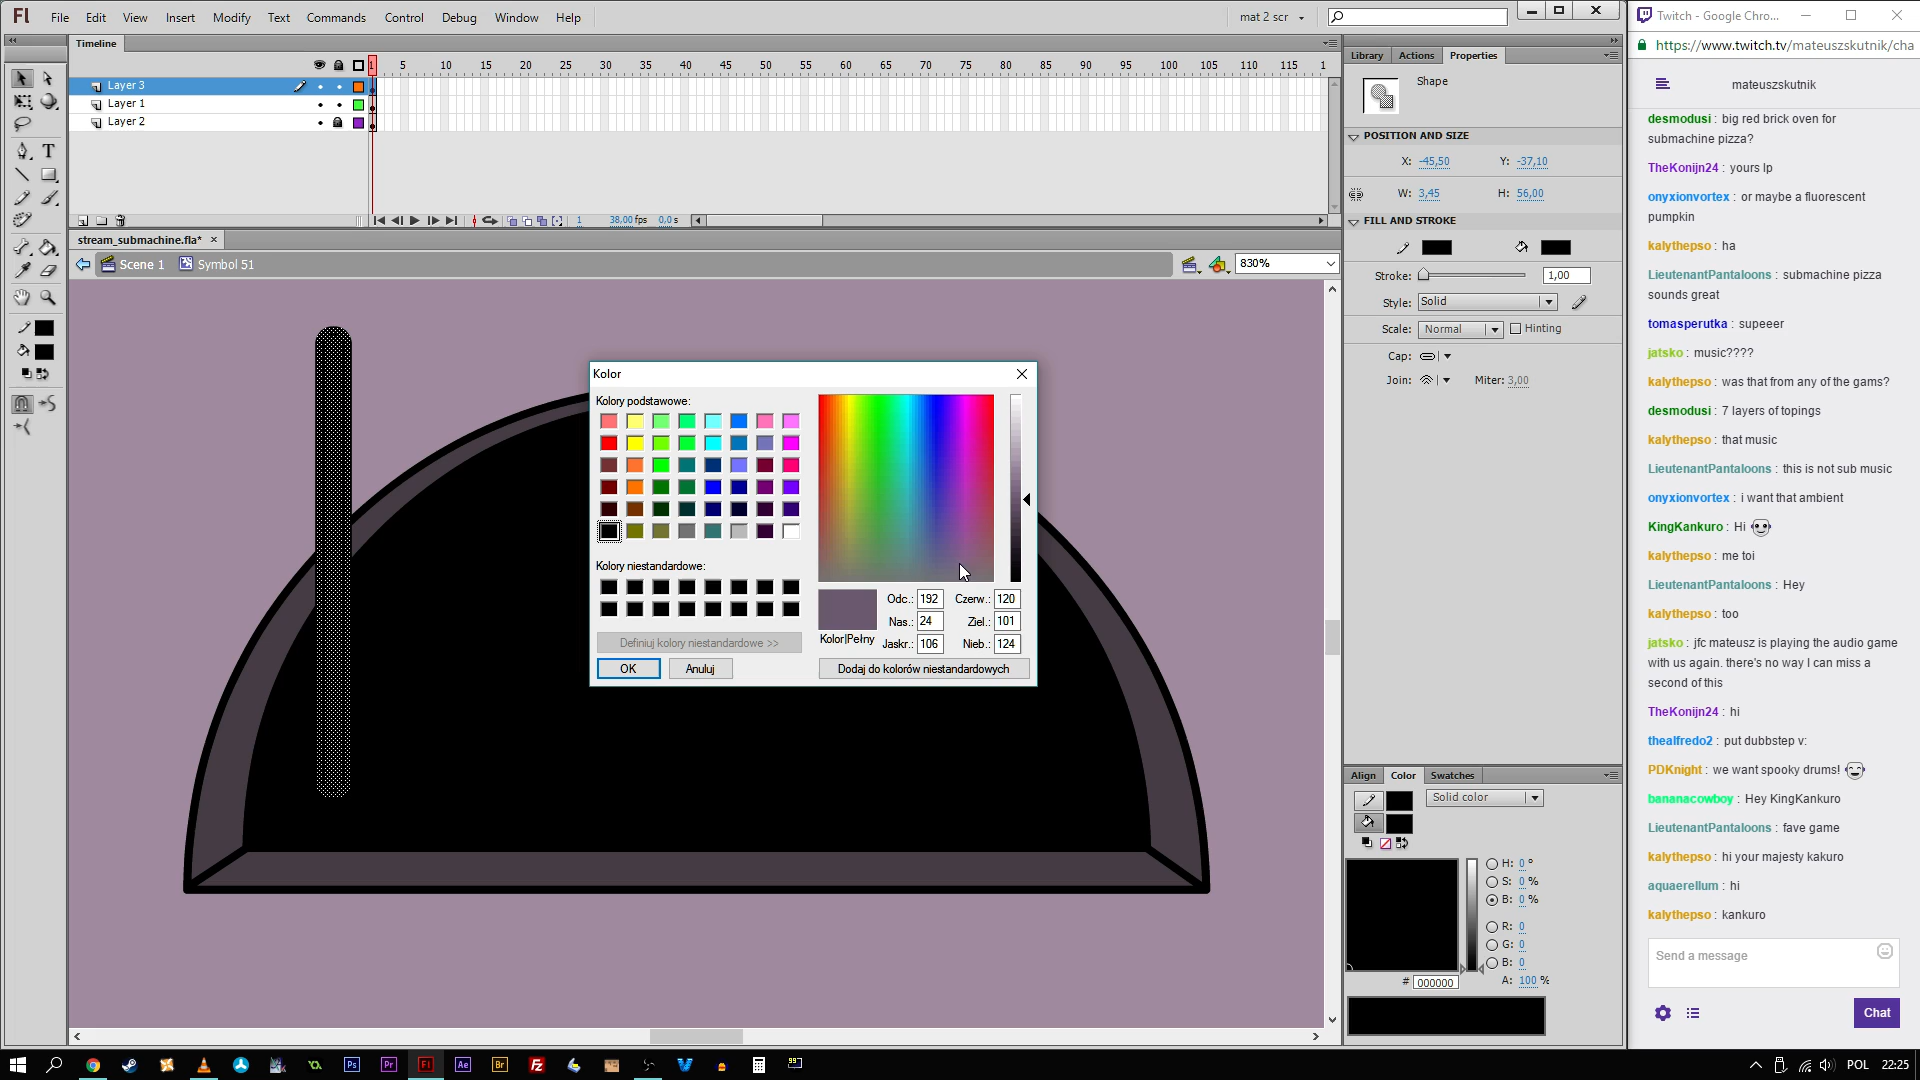 Fl File Edit View Insert Modify Text Commands Control Debug Window Help
mat 2 scr
Twitch - Google Chro...
https://www.twitch.tv/mateuszskutnik/cha
Timeline
1 5 10 15 20 25 30 35 40 45 50 55 60 65 70 75 80 85 90 95 100 105 110 115 1
Layer 3
Layer 1
Layer 2
1 38,00 fps 0,0 s
stream_submachine.fla*
Scene 1 Symbol 51
830%
Kolor
Kolory podstawowe:
Kolory niestandardowe:
Definiuj kolory niestandardowe >>
OK Anuluj
Kolor|Pełny
Odc.: 192 Czerw.: 120
Nas.: 24 Ziel.: 101
Jaskr.: 106 Nieb.: 124
Dodaj do kolorów niestandardowych
Library Actions Properties
Shape
POSITION AND SIZE
X: -45,50 Y: -37,10
W: 3,45 H: 56,00
FILL AND STROKE
Stroke: 1,00
Style: Solid
Scale: Normal Hinting
Cap:
Join: Miter: 3,00
Align Color Swatches
Solid color
H: 0 °
S: 0 %
B: 0 %
R: 0
G: 0
B: 0
# 000000 A: 100 %
mateuszskutnik
desmodusi : big red brick oven for
submachine pizza?
TheKonijn24 : yours lp
onyxionvortex : or maybe a fluorescent
pumpkin
kalythepso : ha
LieutenantPantaloons : submachine pizza
sounds great
tomasperutka : supeeer
jatsko : music????
kalythepso : was that from any of the gams?
desmodusi : 7 layers of topings
kalythepso : that music
LieutenantPantaloons : this is not sub music
onyxionvortex : i want that ambient
KingKankuro : Hi
kalythepso : me toi
LieutenantPantaloons : Hey
kalythepso : too
jatsko : jfc mateusz is playing the audio game
with us again. there's no way I can miss a
second of this
TheKonijn24 : hi
thealfredo2 : put dubbstep v:
PDKnight : we want spooky drums!
bananacowboy : Hey KingKankuro
LieutenantPantaloons : fave game
kalythepso : hi your majesty kakuro
aquaerellum : hi
kalythepso : kankuro
Send a message
Chat
Ps Pr Fl Ae Br Fz
POL 22:25